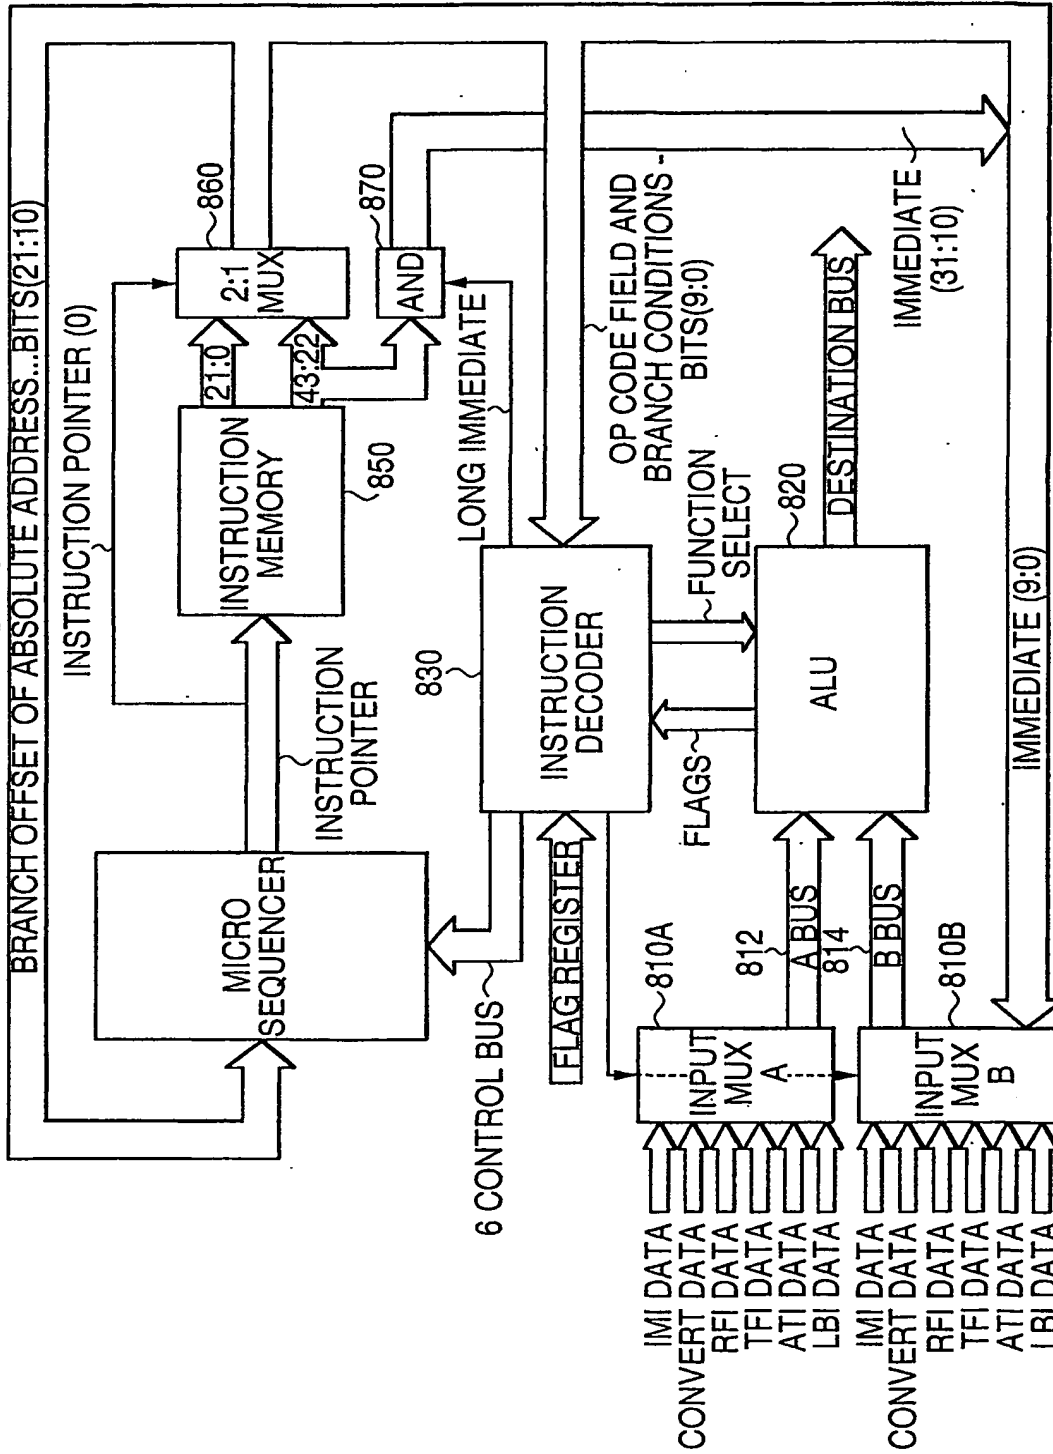 BRANCH OFFSET OF ABSOLUTE ADDRESS..BITS(21:10)
INSTRUCTION POINTER (0)
MICRO
SEQUENCER
INSTRUCTION
POINTER
INSTRUCTION
MEMORY
850
21:0
43:22
2:1
MUX
860
AND
870
6 CONTROL BUS
LONG IMMEDIATE
830
INSTRUCTION
DECODER
FLAG REGISTER
OP CODE FIELD AND
BRANCH CONDITIONS
BITS(9:0)
FLAGS
FUNCTION
SELECT
IMMEDIATE
(31:10)
810A
INPUT
MUX
A
812
A BUS
814
B BUS
810B
INPUT
MUX
B
820
ALU
DESTINATION BUS
IMMEDIATE (9:0)
IMI DATA
CONVERT DATA
RFI DATA
TFI DATA
ATI DATA
LBI DATA
IMI DATA
CONVERT DATA
RFI DATA
TFI DATA
ATI DATA
LBI DATA